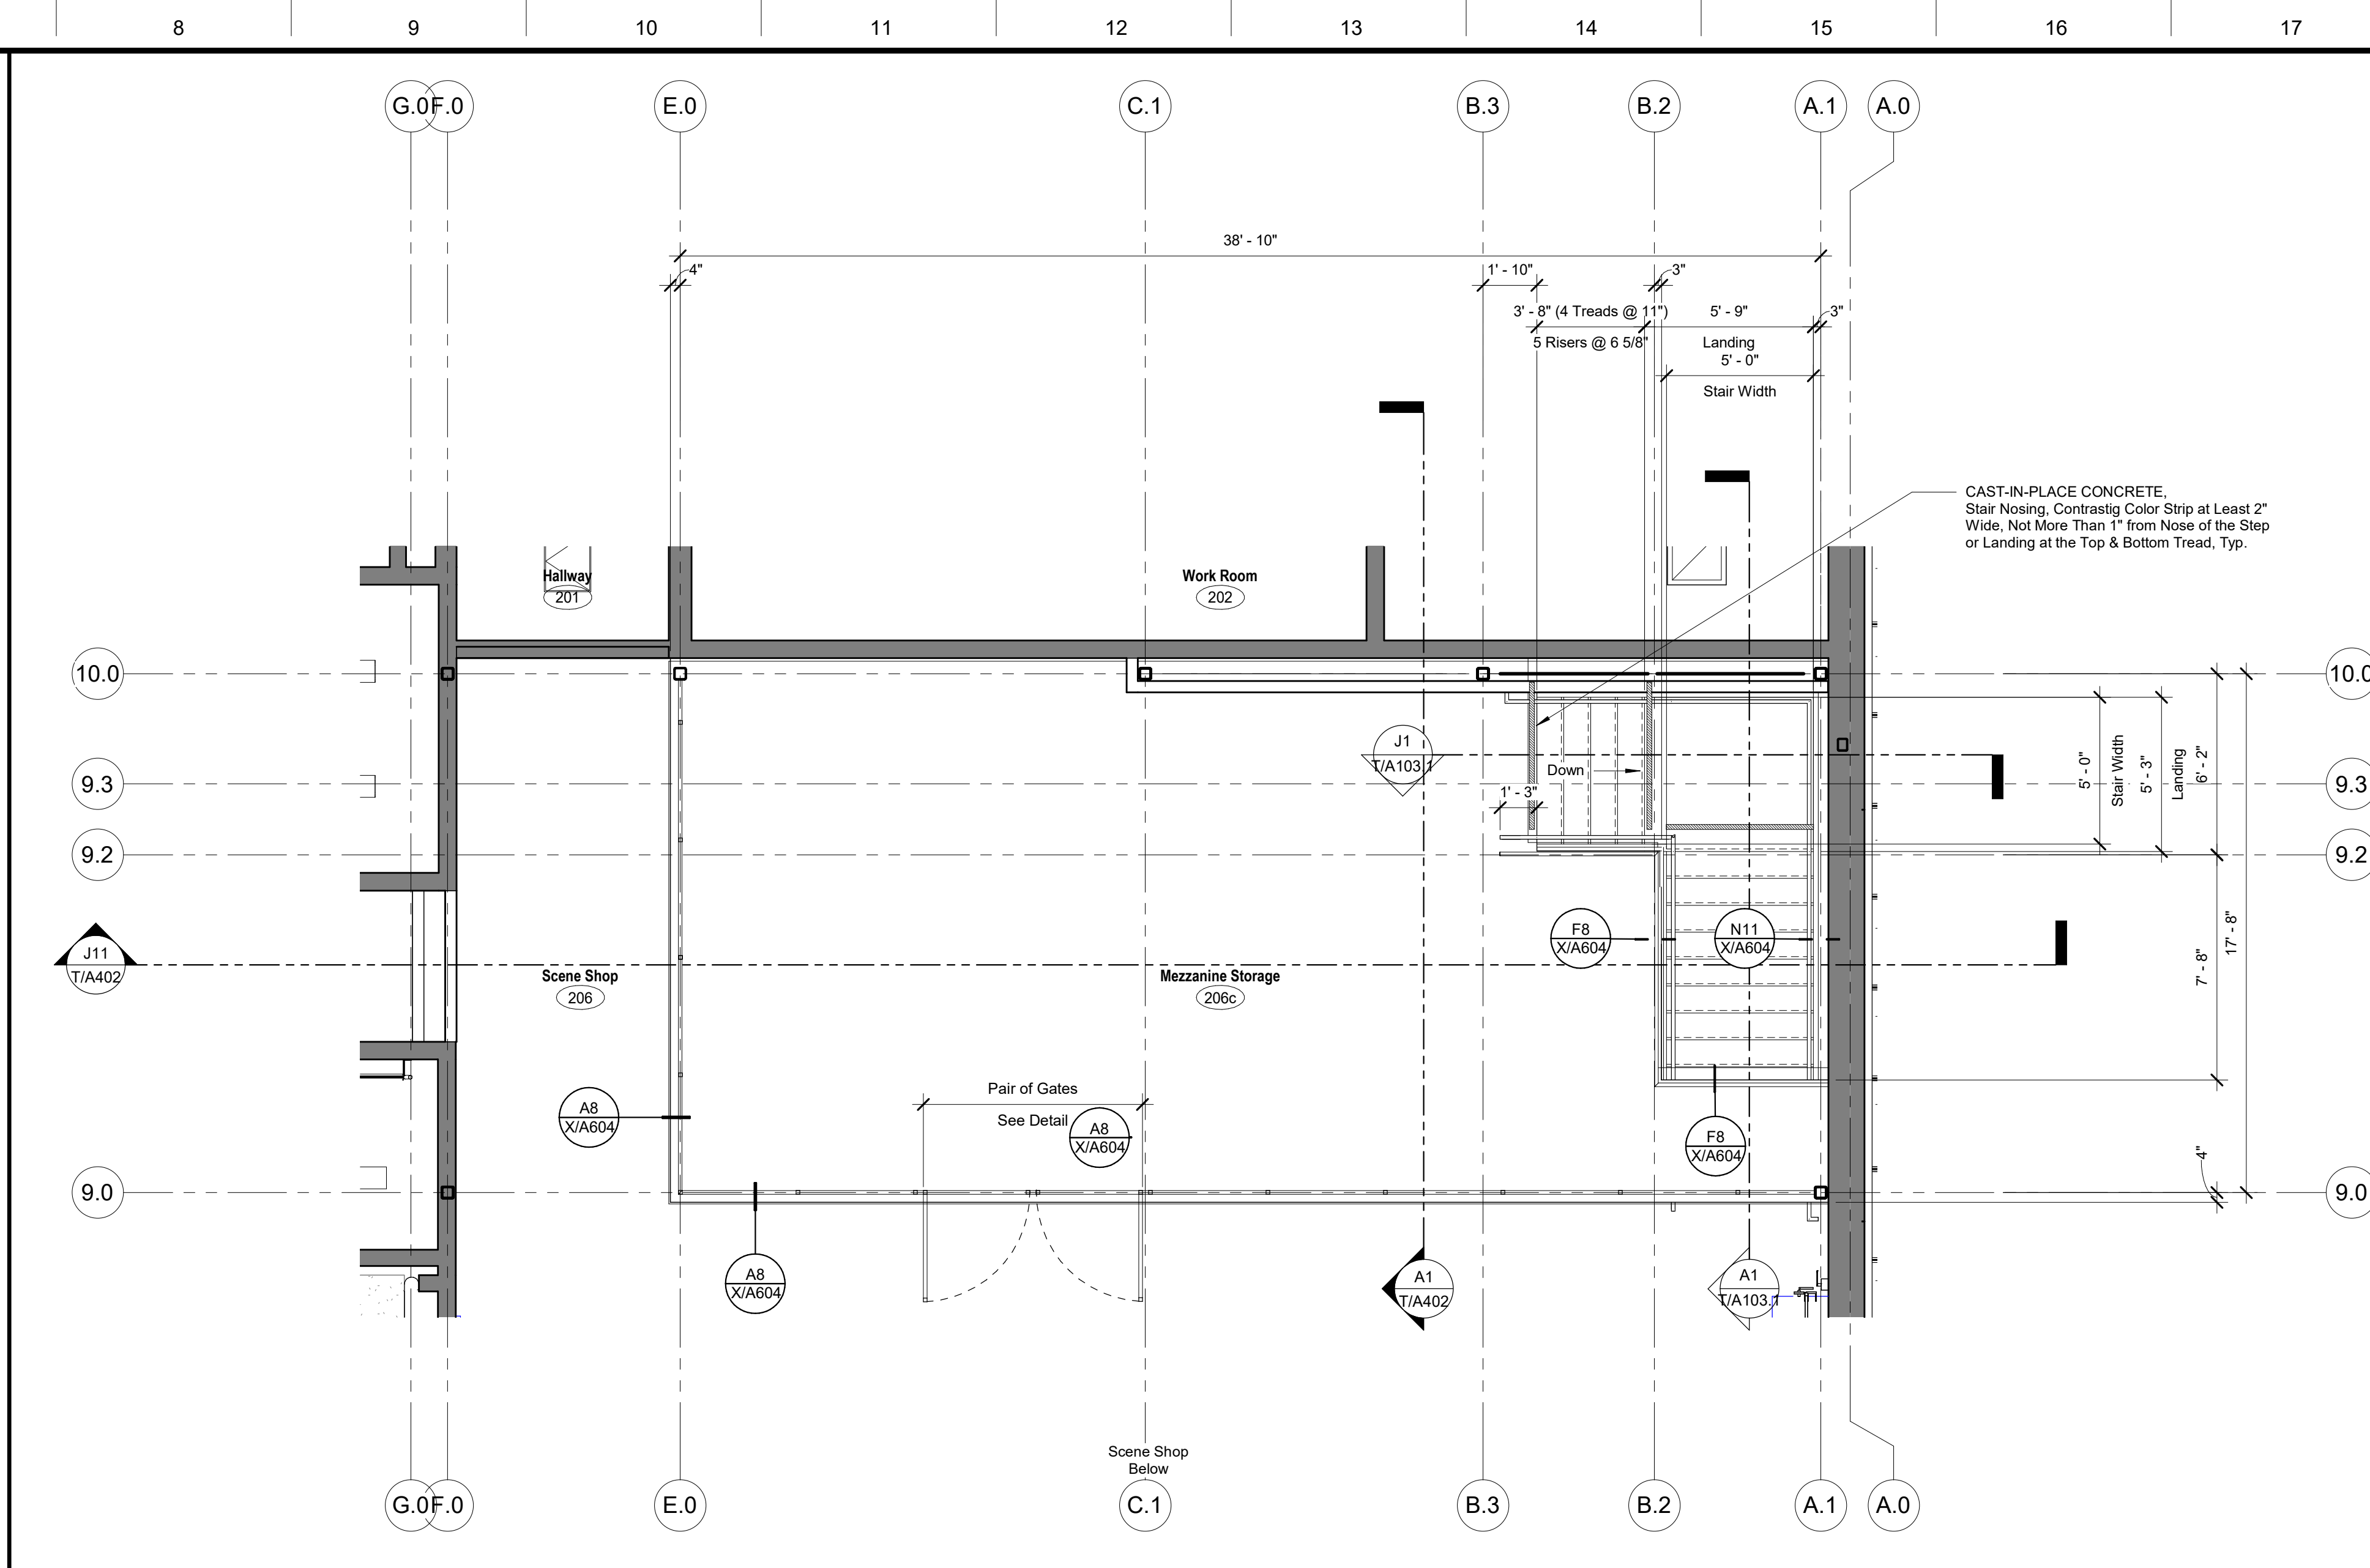 8 9 10 11 12 13 14 15 16 17
G.0 F.0 E.0 C.1 B.3 B.2 A.1 A.0
38' - 10"
4" 1' - 10" 3"
3' - 8" (4 Treads @ 11") 5' - 9" 3"
5 Risers @ 6 5/8" Landing
5' - 0"
Stair Width
CAST-IN-PLACE CONCRETE,
Stair Nosing, Contrastig Color Strip at Least 2"
Wide, Not More Than 1" from Nose of the Step
or Landing at the Top & Bottom Tread, Typ.
Hallway
201
Work Room
202
10.0 10.0
J1
T/A103.1
Down
1' - 3"
5' - 0"
Stair Width
5' - 3"
Landing
6' - 2"
9.3 9.3
9.2 9.2
J11
T/A402
F8
X/A604
N11
X/A604
7' - 8"
17' - 8"
Scene Shop
206
Mezzanine Storage
206c
Pair of Gates
See Detail
A8
X/A604
A8
X/A604
F8
X/A604
4"
9.0 9.0
A8
X/A604
A1
T/A402
A1
T/A103.1
Scene Shop
Below
G.0 F.0 E.0 C.1 B.3 B.2 A.1 A.0